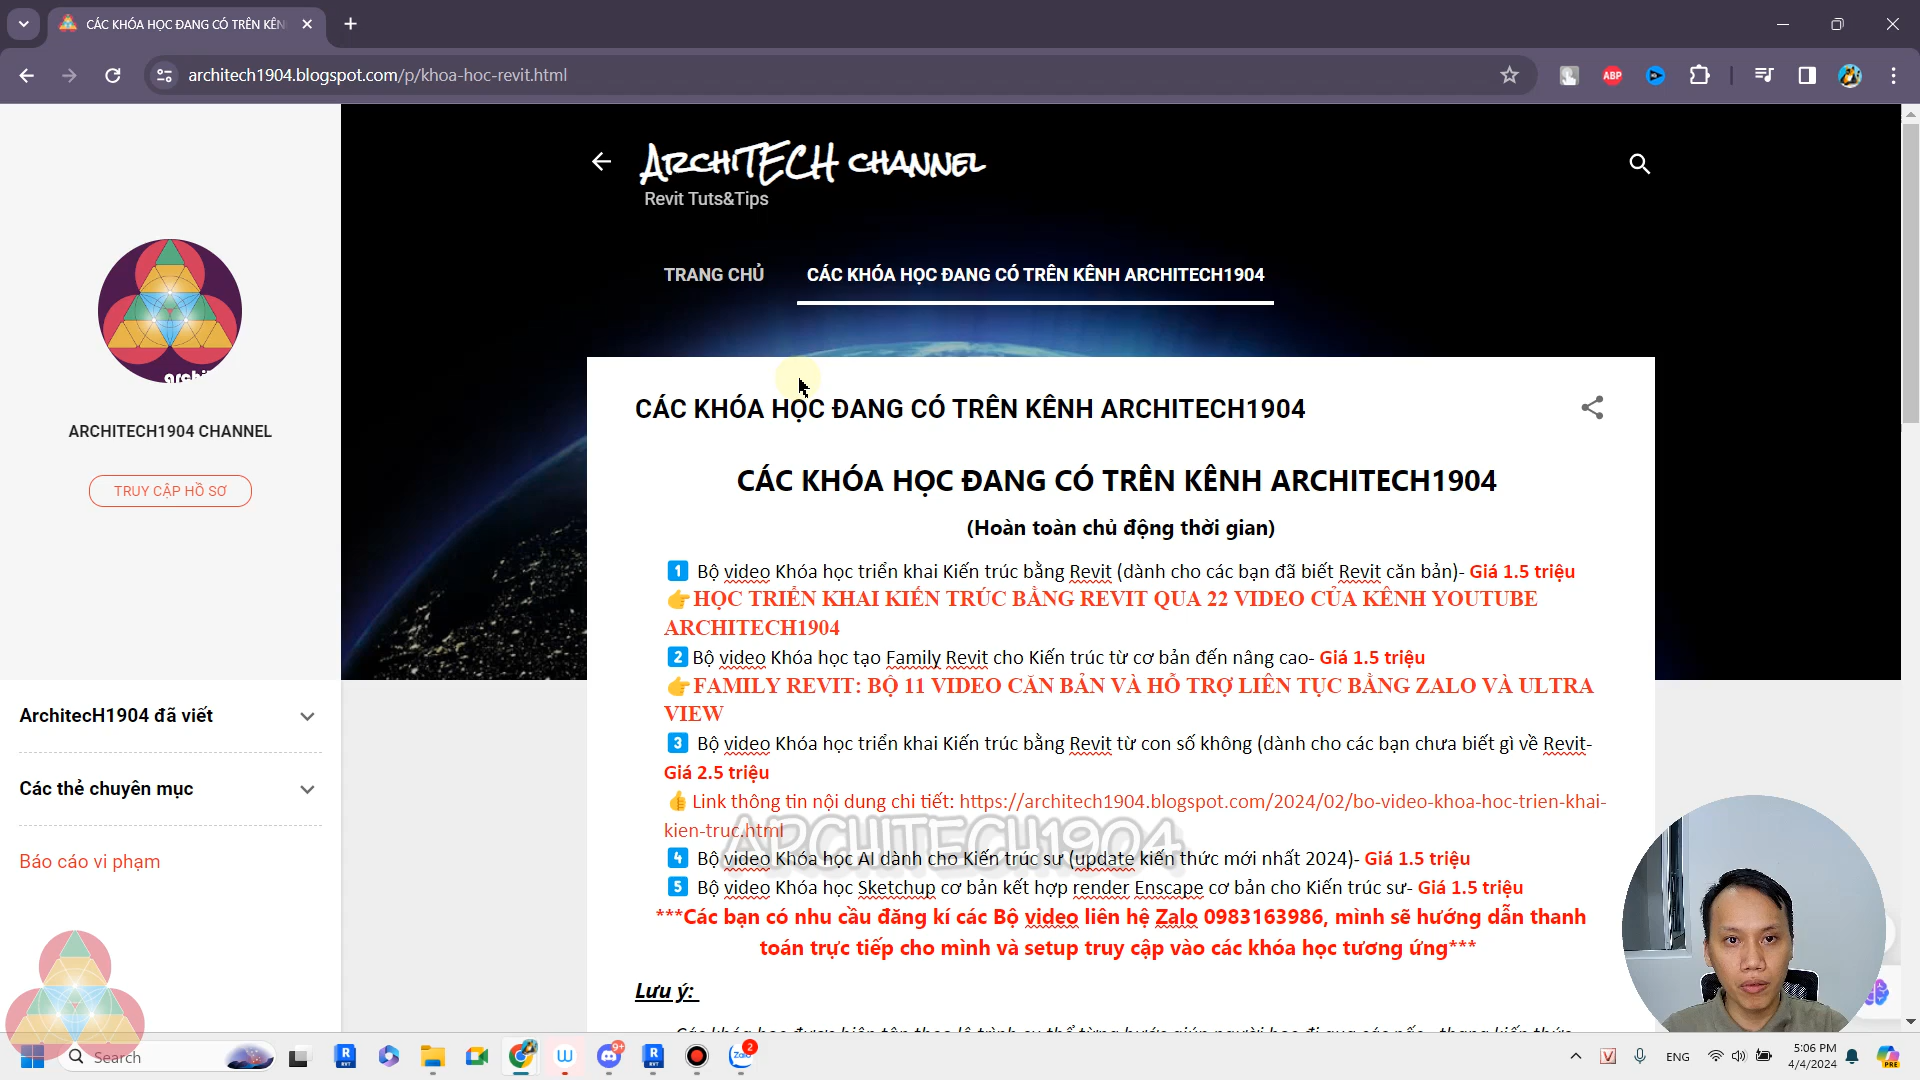 CÁC KHÓA HỌC ĐANG CÓ TRÊN KÊN
architech1904.blogspot.com/p/khoa-hoc-revit.html
ABP
ArchiTECH channel
Revit Tuts&Tips
TRANG CHỦ
CÁC KHÓA HỌC ĐANG CÓ TRÊN KÊNH ARCHITECH1904
ARCHITECH1904 CHANNEL
TRUY CẬP HỒ SƠ
ArchitecH1904 đã viết
Các thẻ chuyên mục
Báo cáo vi phạm
CÁC KHÓA HỌC ĐANG CÓ TRÊN KÊNH ARCHITECH1904
CÁC KHÓA HỌC ĐANG CÓ TRÊN KÊNH ARCHITECH1904
(Hoàn toàn chủ động thời gian)
1 Bộ video Khóa học triển khai Kiến trúc bằng Revit (dành cho các bạn đã biết Revit căn bản)- Giá 1.5 triệu
👉HỌC TRIỂN KHAI KIẾN TRÚC BẰNG REVIT QUA 22 VIDEO CỦA KÊNH YOUTUBE
ARCHITECH1904
2 Bộ video Khóa học tạo Family Revit cho Kiến trúc từ cơ bản đến nâng cao- Giá 1.5 triệu
👉FAMILY REVIT: BỘ 11 VIDEO CĂN BẢN VÀ HỖ TRỢ LIÊN TỤC BẰNG ZALO VÀ ULTRA
VIEW
3 Bộ video Khóa học triển khai Kiến trúc bằng Revit từ con số không (dành cho các bạn chưa biết gì về Revit-
Giá 2.5 triệu
👍Link thông tin nội dung chi tiết: https://architech1904.blogspot.com/2024/02/bo-video-khoa-hoc-trien-khai-
kien-truc.html
ARCHITECH1904
4 Bộ video Khóa học AI dành cho Kiến trúc sư (update kiến thức mới nhất 2024)- Giá 1.5 triệu
5 Bộ video Khóa học Sketchup cơ bản kết hợp render Enscape cơ bản cho Kiến trúc sư- Giá 1.5 triệu
***Các bạn có nhu cầu đăng kí các Bộ video liên hệ Zalo 0983163986, mình sẽ hướng dẫn thanh
toán trực tiếp cho mình và setup truy cập vào các khóa học tương ứng***
Lưu ý:
Search
ENG
5:06 PM
4/4/2024